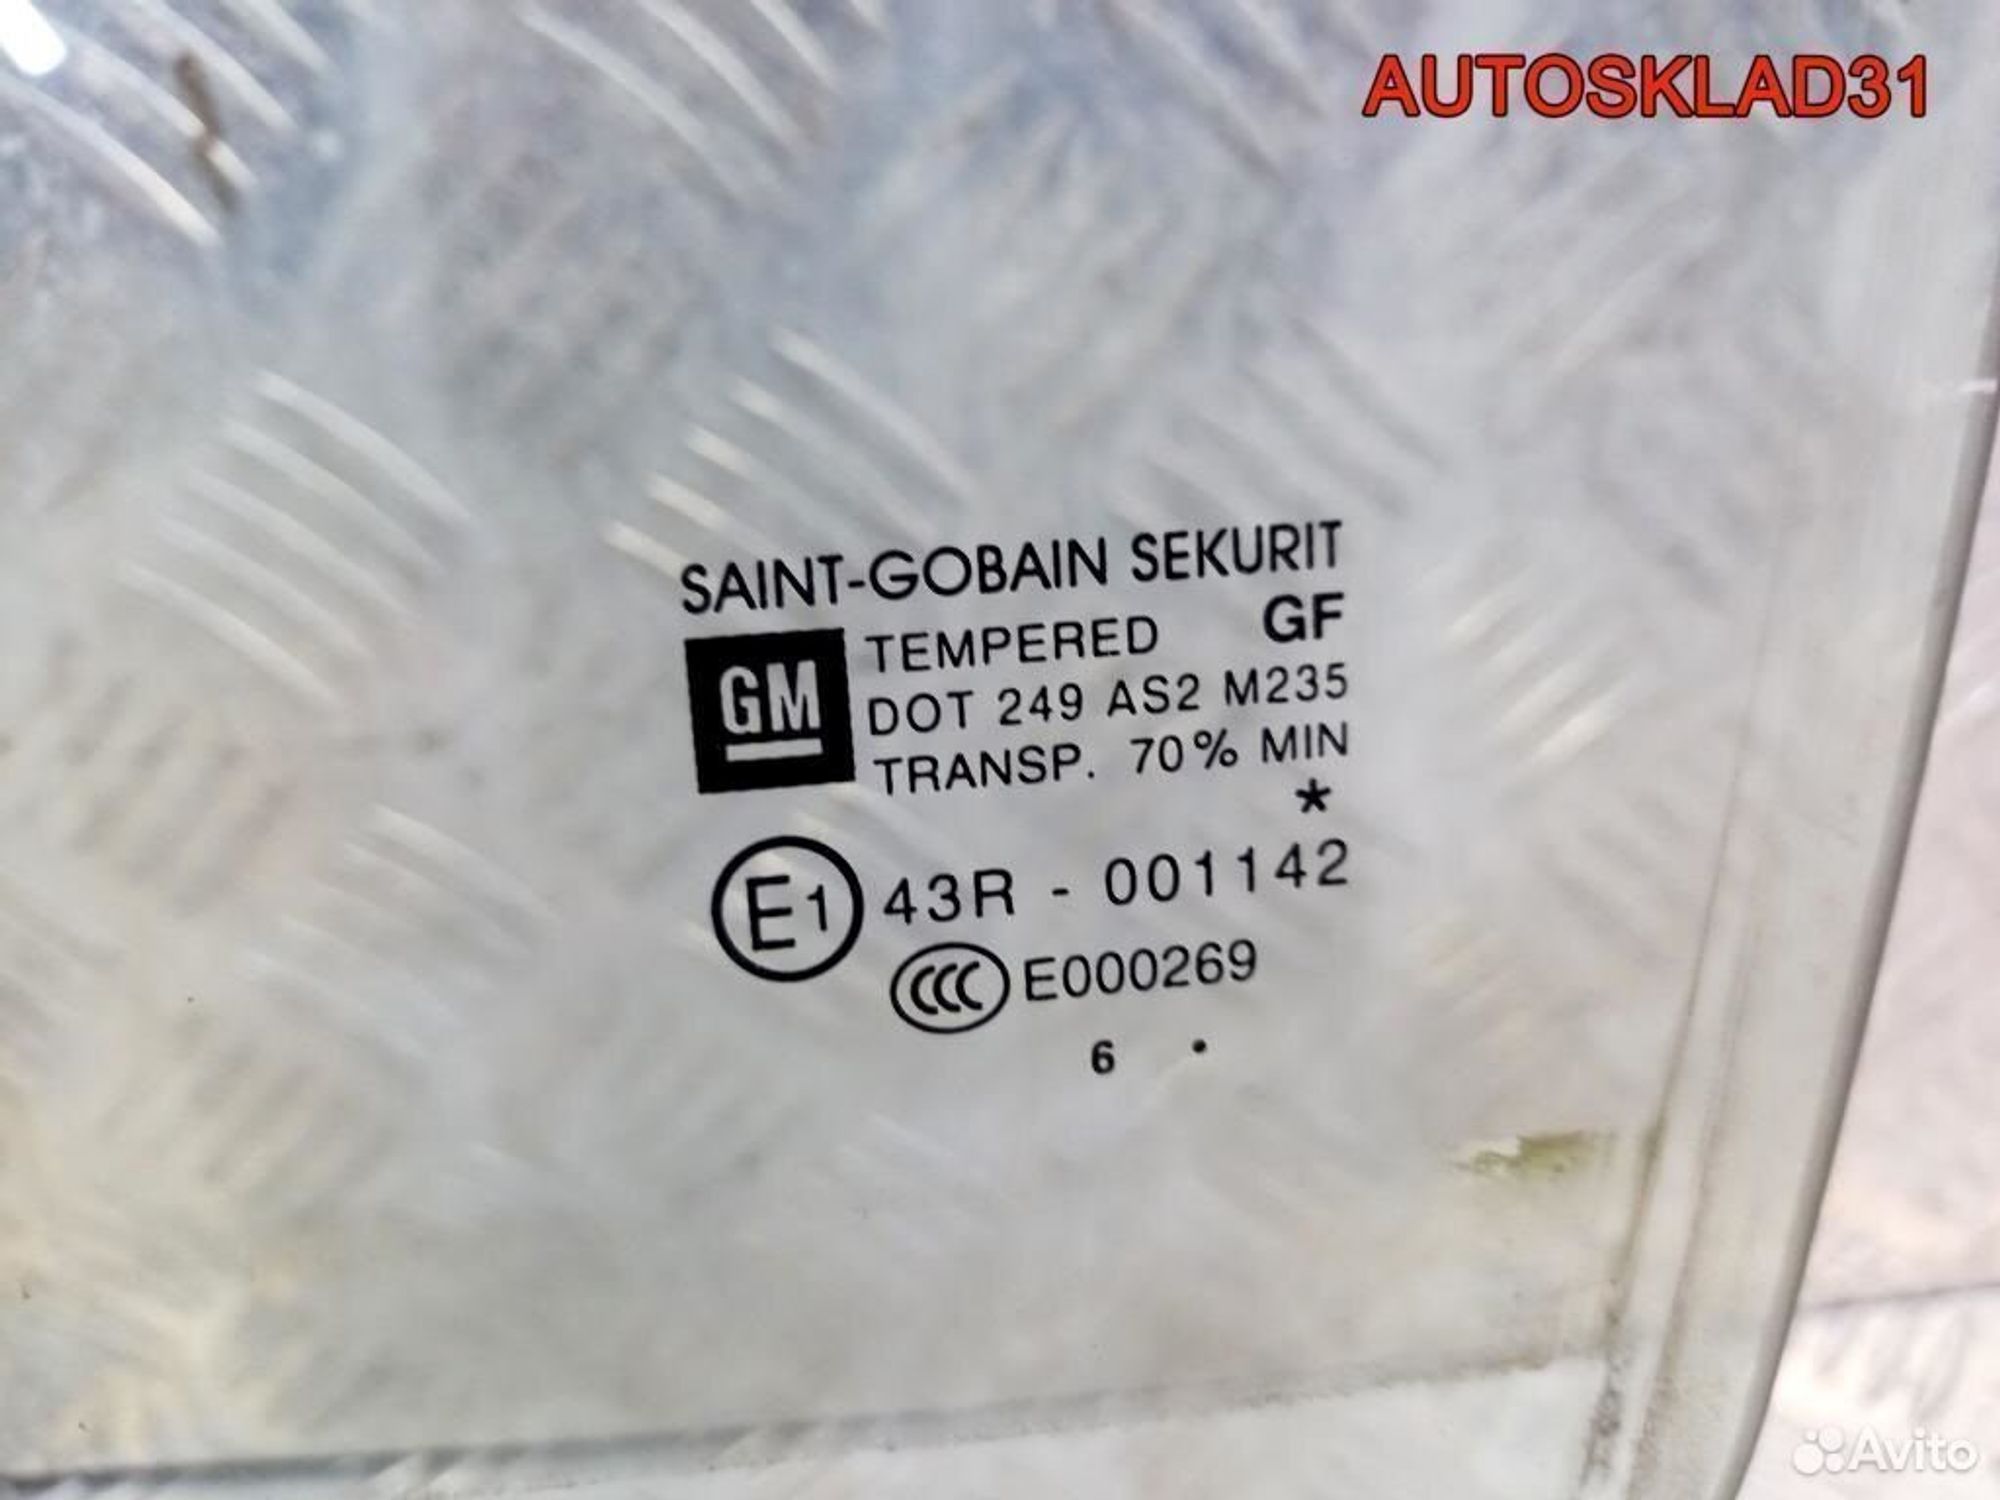 AUTOSKLAD31
SAINT-GOBAIN SEKURIT
GM TEMPERED GF
DOT 249 AS2 M235
TRANSP. 70% MIN
*
E1 43R - 001142
CCC E000269
6 .
Avito